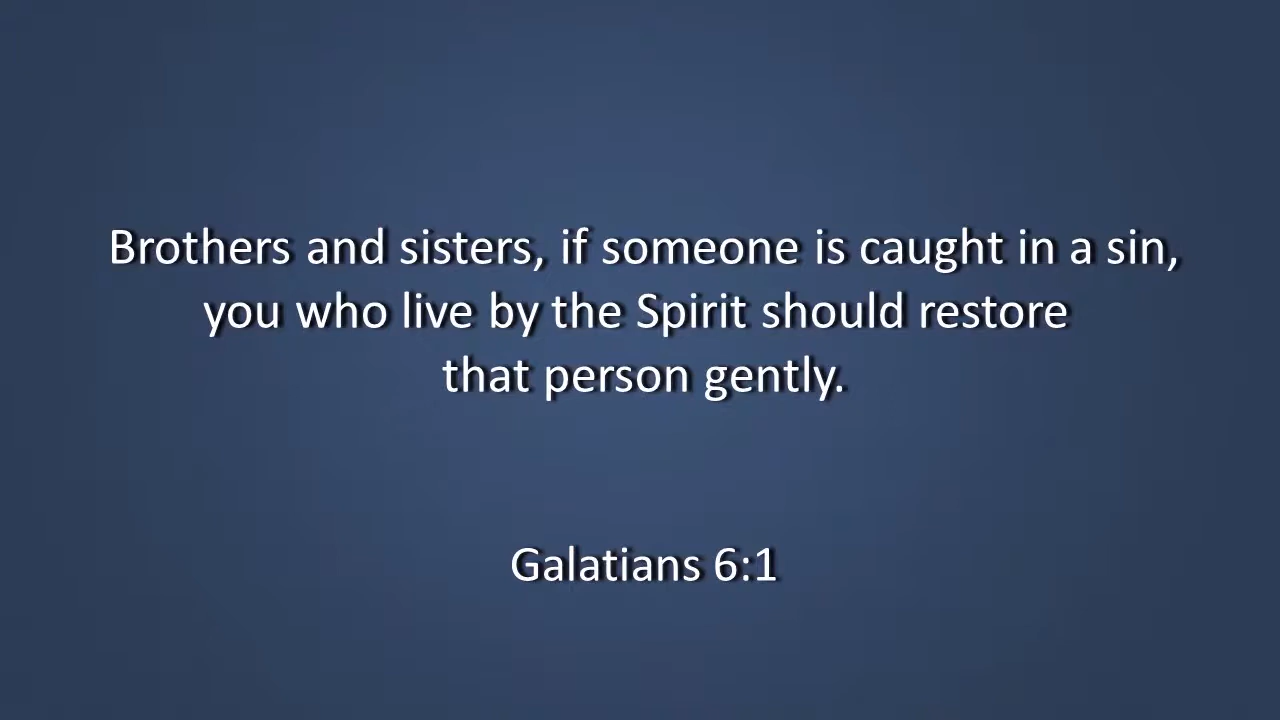 Brothers and sisters, if someone is caught in a sin,
you who live by the Spirit should restore
that person gently.
Galatians 6:1